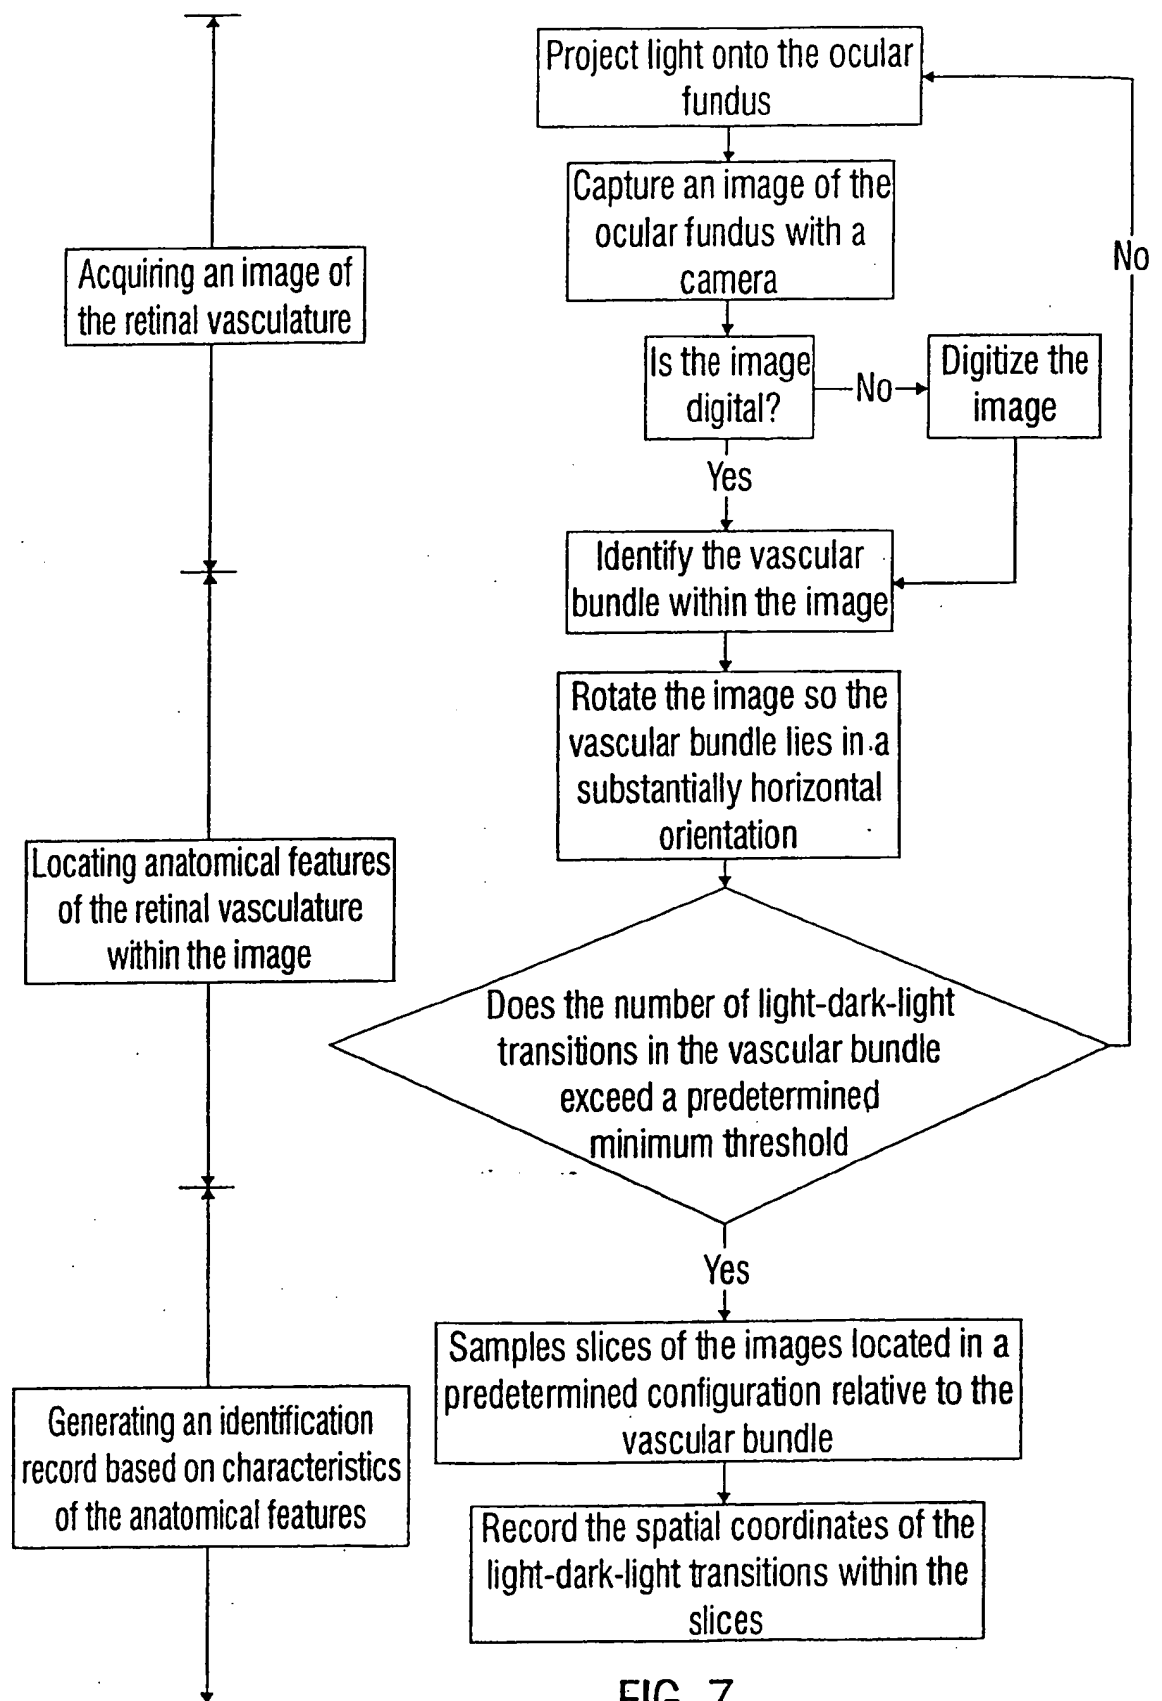 Project light onto the ocular
fundus
Capture an image of the
ocular fundus with a
camera
No
Acquiring an image of
the retinal vasculature
Is the image
digital?
No
Digitize the
image
Yes
Identify the vascular
bundle within the image
Rotate the image so the
vascular bundle lies in a
substantially horizontal
orientation
Locating anatomical features
of the retinal vasculature
within the image
Does the number of light-dark-light
transitions in the vascular bundle
exceed a predetermined
minimum threshold
Yes
Samples slices of the images located in a
predetermined configuration relative to the
vascular bundle
Generating an identification
record based on characteristics
of the anatomical features
Record the spatial coordinates of the
light-dark-light transitions within the
slices
FIG. 7